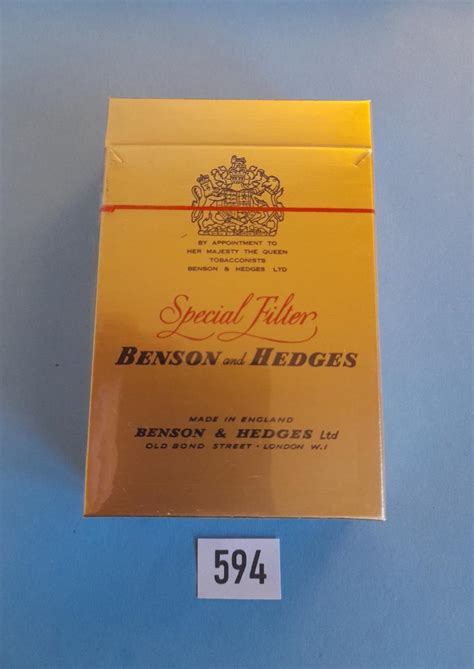 BY APPOINTMENT TO
HER MAJESTY THE QUEEN
TOBACCONISTS
BENSON & HEDGES LTD
Special Filter
BENSON and HEDGES
MADE IN ENGLAND
BENSON & HEDGES Ltd
OLD BOND STREET · LONDON W.1
594